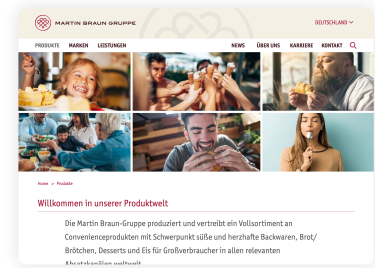 MARTIN BRAUN GRUPPE
DEUTSCHLAND
PRODUKTE MARKEN LEISTUNGEN NEWS ÜBER UNS KARRIERE KONTAKT
Home > Produkte
Willkommen in unserer Produktwelt
Die Martin Braun-Gruppe produziert und vertreibt ein Vollsortiment an
Convenienceprodukten mit Schwerpunkt süße und herzhafte Backwaren, Brot/
Brötchen, Desserts und Eis für Großverbraucher in allen relevanten
Absatzkanälen weltweit